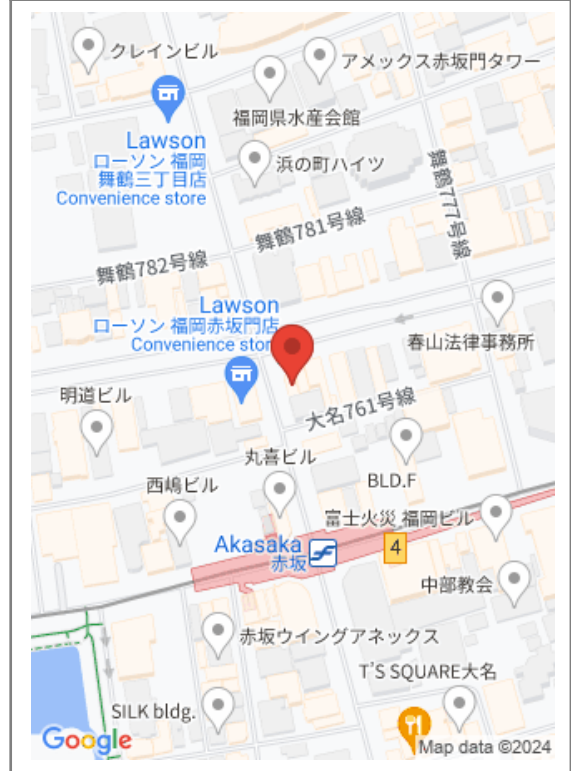 クレインビル
アメックス赤坂門タワー
Lawson
ローソン 福岡
舞鶴三丁目店
Convenience store
福岡県水産会館
浜の町ハイツ
舞鶴777号線
舞鶴781号線
舞鶴782号線
Lawson
ローソン 福岡赤坂門店
Convenience store
春山法律事務所
明道ビル
大名761号線
丸喜ビル
西嶋ビル
BLD.F
富士火災 福岡ビル
Akasaka
赤坂
4
中部教会
赤坂ウイングアネックス
T'S SQUARE大名
SILK bldg.
Google
Map data ©2024